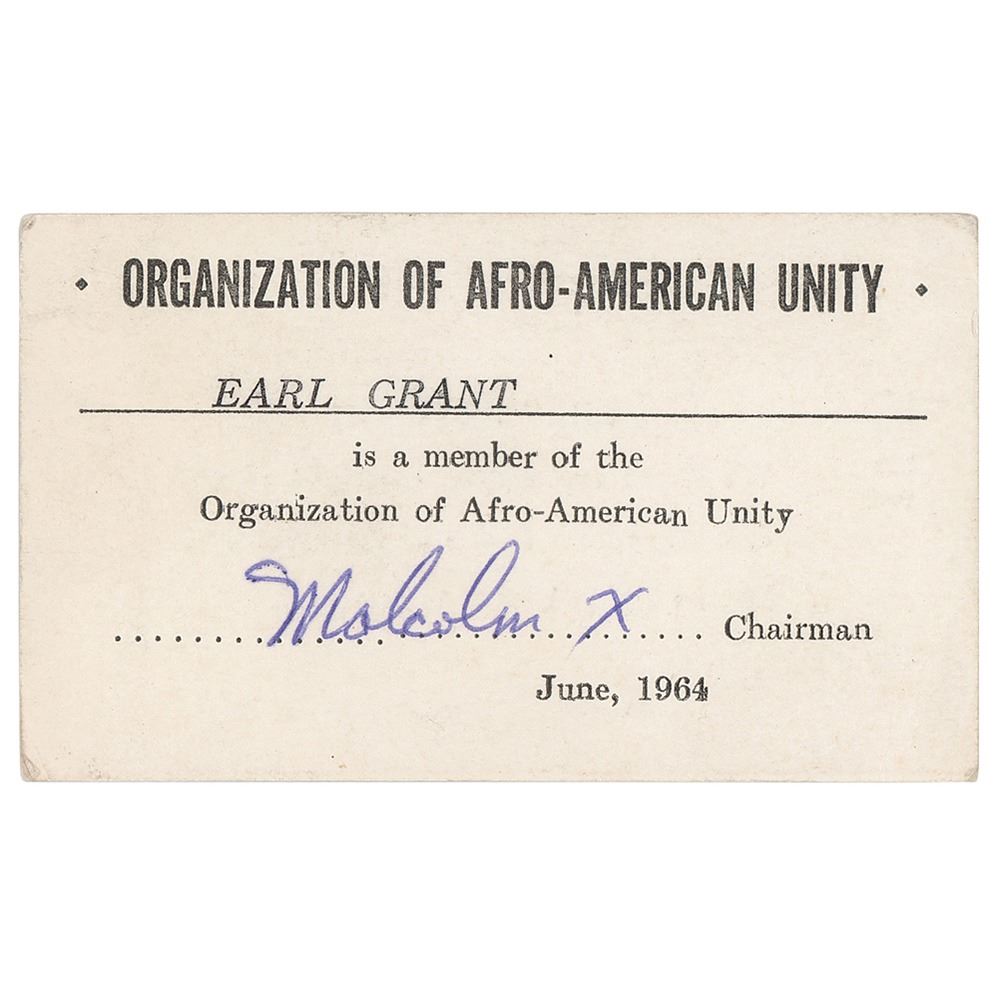 · ORGANIZATION OF AFRO-AMERICAN UNITY ·
EARL GRANT
is a member of the
Organization of Afro-American Unity
Malcolm X Chairman
June, 1964